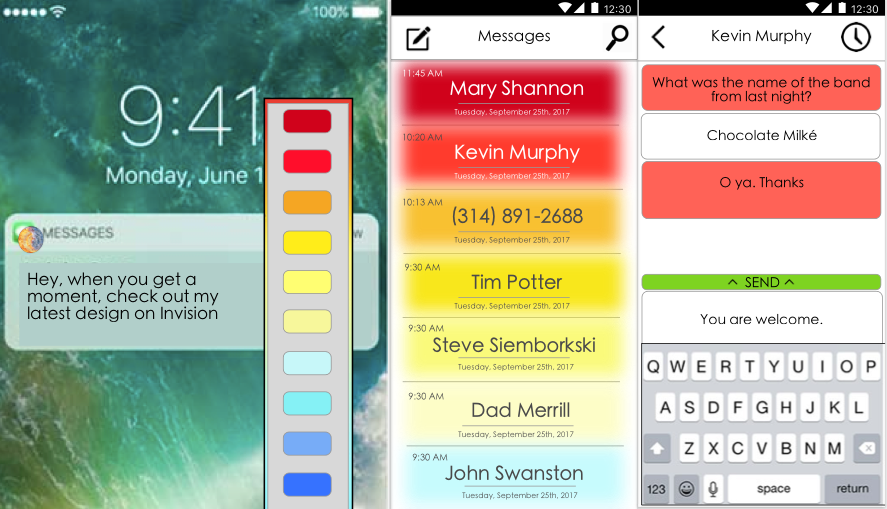 100%
9:41
Monday, June 1
MESSAGES
w
Hey, when you get a
moment, check out my
latest design on Invision
12:30
Messages
11:45 AM
Mary Shannon
Tuesday, September 25th, 2017
10:20 AM
Kevin Murphy
Tuesday, September 25th, 2017
10:13 AM
(314) 891-2688
Tuesday, September 25th, 2017
9:30 AM
Tim Potter
Tuesday, September 25th, 2017
9:30 AM
Steve Siemborkski
Tuesday, September 25th, 2017
9:30 AM
Dad Merrill
Tuesday, September 25th, 2017
9:30 AM
John Swanston
Tuesday, September 25th, 2017
12:30
Kevin Murphy
What was the name of the band
from last night?
Chocolate Milké
O ya. Thanks
^ SEND ^
You are welcome.
Q W E R T Y U I O P
A S D F G H J K L
Z X C V B N M
123 space return